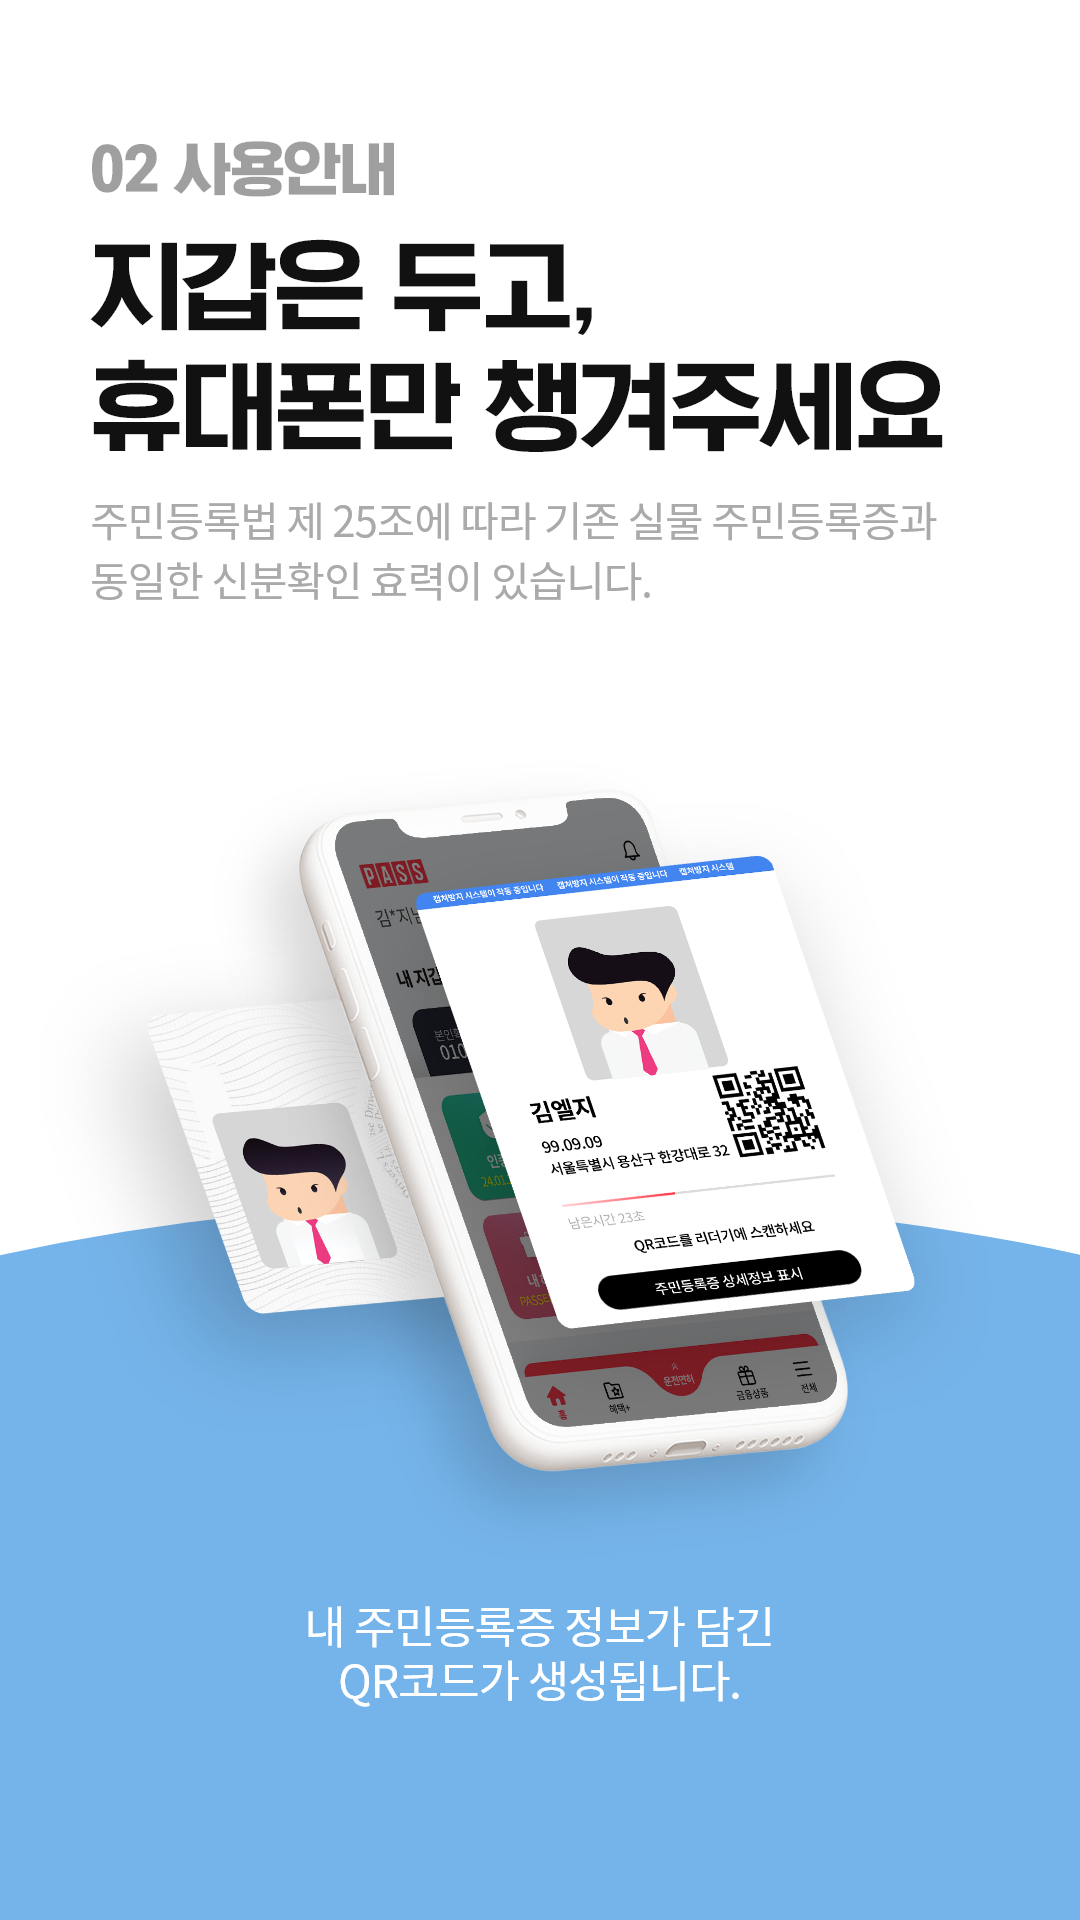 02 사용안내
지갑은 두고,
휴대폰만 챙겨주세요
주민등록법 제 25조에 따라 기존 실물 주민등록증과
동일한 신분확인 효력이 있습니다.
PASS
김*지님
내 지갑
본인확
010
인증
24.01.
내
PASS
캡처방지 시스템이 작동 중입니다 캡처방지 시스템이 작동 중입니다 캡처방지 시스템
김엘지
99.09.09
서울특별시 용산구 한강대로 32
남은시간 23초
QR코드를 리더기에 스캔하세요
주민등록증 상세정보 표시
홈
혜택+
운전면허
금융상품
전체
내 주민등록증 정보가 담긴
QR코드가 생성됩니다.